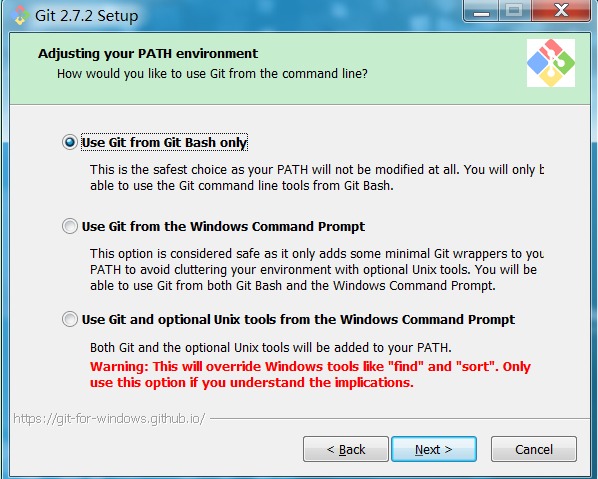 Git 2.7.2 Setup
Adjusting your PATH environment
How would you like to use Git from the command line?
Use Git from Git Bash only
This is the safest choice as your PATH will not be modified at all. You will only b
able to use the Git command line tools from Git Bash.
Use Git from the Windows Command Prompt
This option is considered safe as it only adds some minimal Git wrappers to you
PATH to avoid cluttering your environment with optional Unix tools. You will be
able to use Git from both Git Bash and the Windows Command Prompt.
Use Git and optional Unix tools from the Windows Command Prompt
Both Git and the optional Unix tools will be added to your PATH.
Warning: This will override Windows tools like "find" and "sort". Only
use this option if you understand the implications.
https://git-for-windows.github.io/
< Back Next > Cancel